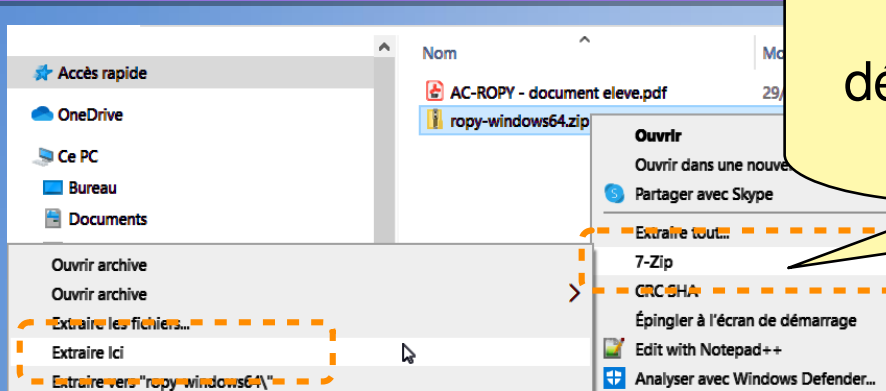 Nom
Accès rapide
AC-ROPY - document eleve.pdf
29/
OneDrive
ropy-windows64.zip
Ce PC
Bureau
Documents
Ouvrir
Ouvrir dans une nouve
Partager avec Skype
Extraire tout...
7-Zip
CRC SHA
Épingler à l'écran de démarrage
Edit with Notepad++
Analyser avec Windows Defender...
Ouvrir archive
Ouvrir archive
Extraire les fichiers...
Extraire Ici
Extraire vers "ropy-windows64\"